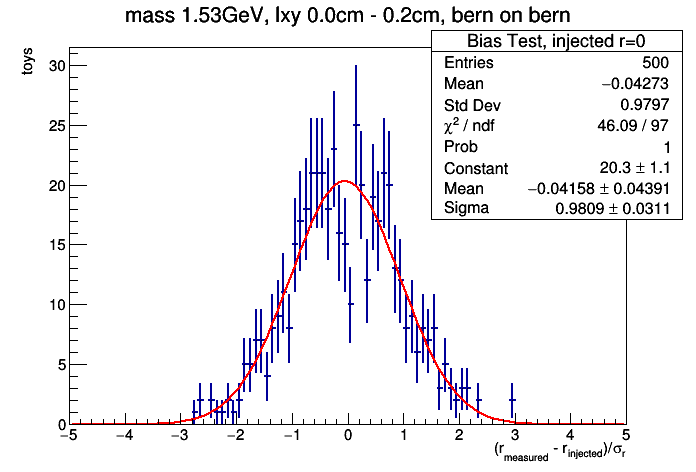 mass 1.53GeV, lxy 0.0cm - 0.2cm, bern on bern
Bias Test, injected r=0
Entries 500
Mean −0.04273
Std Dev 0.9797
χ² / ndf 46.09 / 97
Prob 1
Constant 20.3 ± 1.1
Mean −0.04158 ± 0.04391
Sigma 0.9809 ± 0.0311
toys
30
25
20
15
10
5
0
−5 −4 −3 −2 −1 0 1 2 3 4 5
(r_measured - r_injected)/σ_r